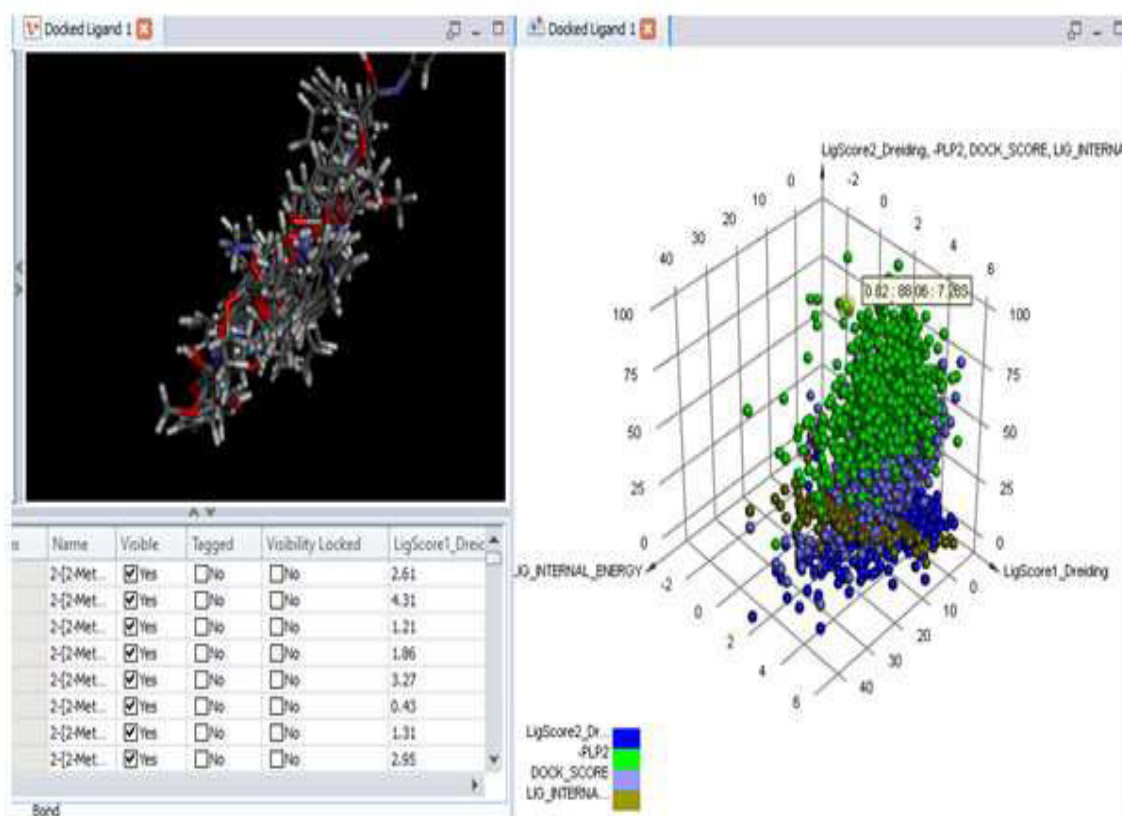 Docked Ligand 1
Name Visible Tagged Visibility Locked LigScore1_Dreic
2-[2-Met... Yes No No 2.61
2-[2-Met... Yes No No 4.31
2-[2-Met... Yes No No 1.21
2-[2-Met... Yes No No 1.86
2-[2-Met... Yes No No 3.27
2-[2-Met... Yes No No 0.43
2-[2-Met... Yes No No 1.31
2-[2-Met... Yes No No 2.95
Bond
Docked Ligand 1
LigScore2_Dreiding, -PLP2, DOCK_SCORE, LIG_INTERNA
0 -2
10 0
20 2
30 4
40 6
100 100
75 75
50 50
25 25
0 0
IG_INTERNAL_ENERGY LigScore1_Dreiding
-2 0
0 10
2 20
4 30
6 40
LigScore2_Dr...
-PLP2
DOCK_SCORE
LIG_INTERNA...